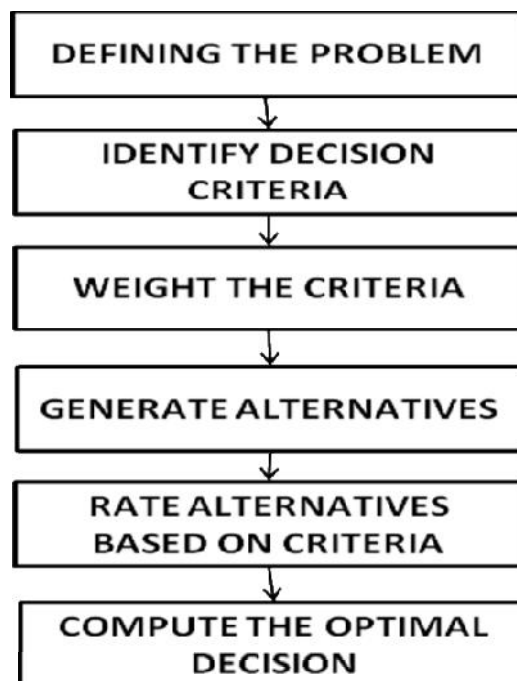 DEFINING THE PROBLEM
IDENTIFY DECISION
CRITERIA
WEIGHT THE CRITERIA
GENERATE ALTERNATIVES
RATE ALTERNATIVES
BASED ON CRITERIA
COMPUTE THE OPTIMAL
DECISION